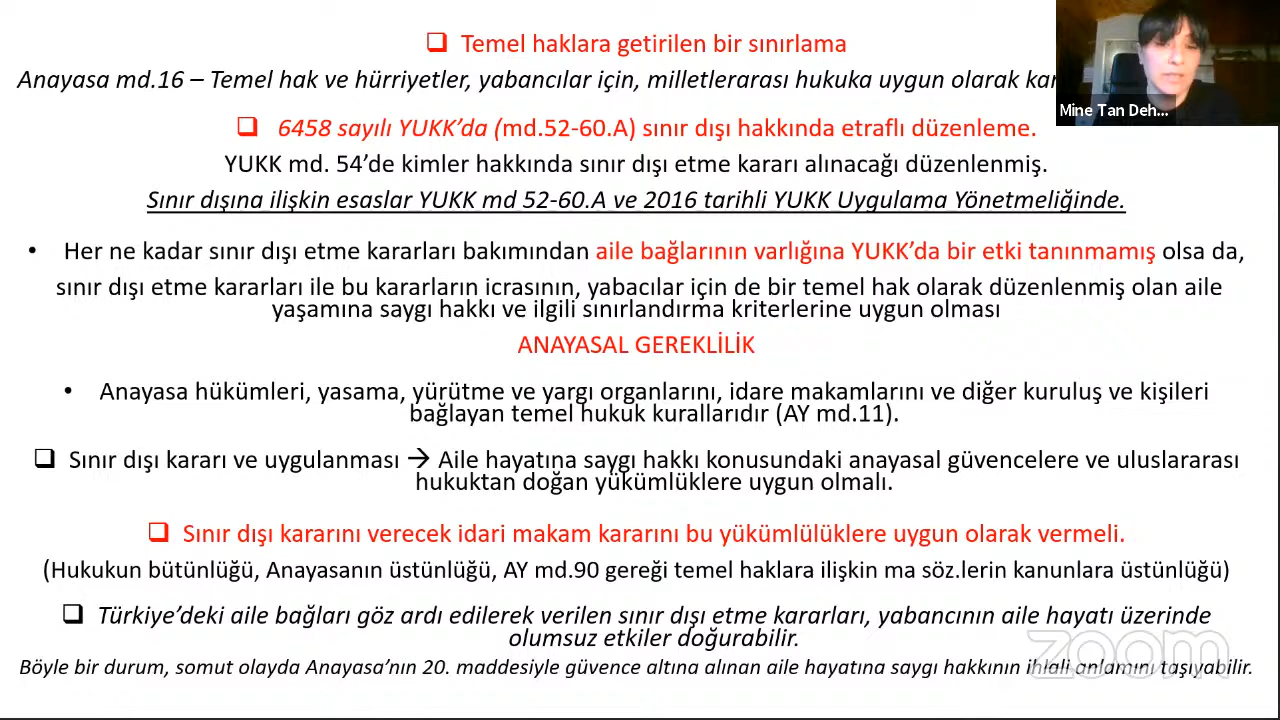 Temel haklara getirilen bir sınırlama
Anayasa md.16 – Temel hak ve hürriyetler, yabancılar için, milletlerarası hukuka uygun olarak
Mine Tan Deh...
6458 sayılı YUKK’da (md.52-60.A) sınır dışı hakkında etraflı düzenleme.
YUKK md. 54’de kimler hakkında sınır dışı etme kararı alınacağı düzenlenmiş.
Sınır dışına ilişkin esaslar YUKK md 52-60.A ve 2016 tarihli YUKK Uygulama Yönetmeliğinde.
• Her ne kadar sınır dışı etme kararları bakımından aile bağlarının varlığına YUKK’da bir etki tanınmamış olsa da,
sınır dışı etme kararları ile bu kararların icrasının, yabacılar için de bir temel hak olarak düzenlenmiş olan aile
yaşamına saygı hakkı ve ilgili sınırlandırma kriterlerine uygun olması
ANAYASAL GEREKLİLİK
• Anayasa hükümleri, yasama, yürütme ve yargı organlarını, idare makamlarını ve diğer kuruluş ve kişileri
bağlayan temel hukuk kurallarıdır (AY md.11).
Sınır dışı kararı ve uygulanması → Aile hayatına saygı hakkı konusundaki anayasal güvencelere ve uluslararası
hukuktan doğan yükümlüklere uygun olmalı.
Sınır dışı kararını verecek idari makam kararını bu yükümlülüklere uygun olarak vermeli.
(Hukukun bütünlüğü, Anayasanın üstünlüğü, AY md.90 gereği temel haklara ilişkin ma söz.lerin kanunlara üstünlüğü)
Türkiye’deki aile bağları göz ardı edilerek verilen sınır dışı etme kararları, yabancının aile hayatı üzerinde
olumsuz etkiler doğurabilir.
Böyle bir durum, somut olayda Anayasa’nın 20. maddesiyle güvence altına alınan aile hayatına saygı hakkının ihlali anlamını taşıyabilir.
zoom